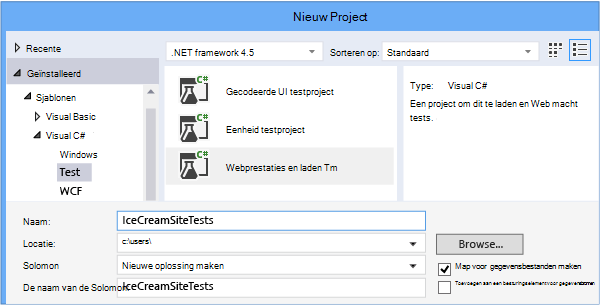 Nieuw Project
Recente
.NET framework 4.5
Sorteren op:
Standaard
Geïnstalleerd
Sjablonen
Visual Basic
Visual C#
Windows
Test
WCF
C#
Gecodeerde UI testproject
C#
Eenheid testproject
C#
Webprestaties en laden Tm
Type: Visual C#
Een project om dit te laden en Web macht
tests.
Naam:
IceCreamSiteTests
Locatie:
c:\users\
Browse...
Solomon
Nieuwe oplossing maken
Map voor gegevensbestanden maken
De naam van de Solomon
IceCreamSiteTests
Toevoegen aan een besturingselement voor